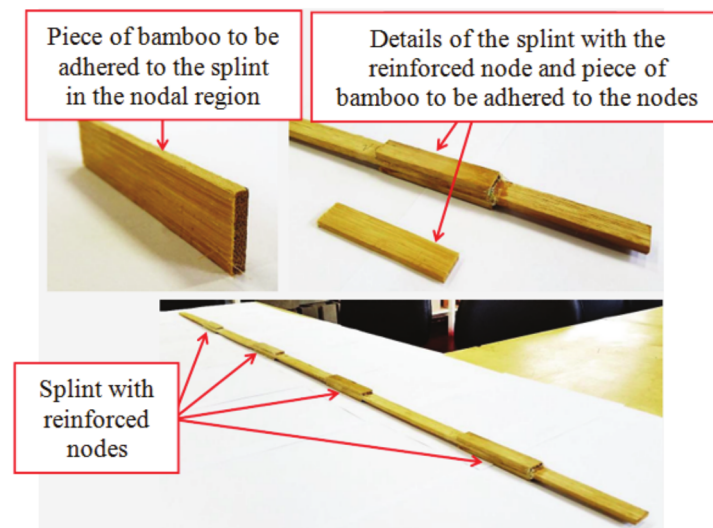 Piece of bamboo to be
adhered to the splint
in the nodal region
Details of the splint with the
reinforced node and piece of
bamboo to be adhered to the nodes
Splint with
reinforced
nodes